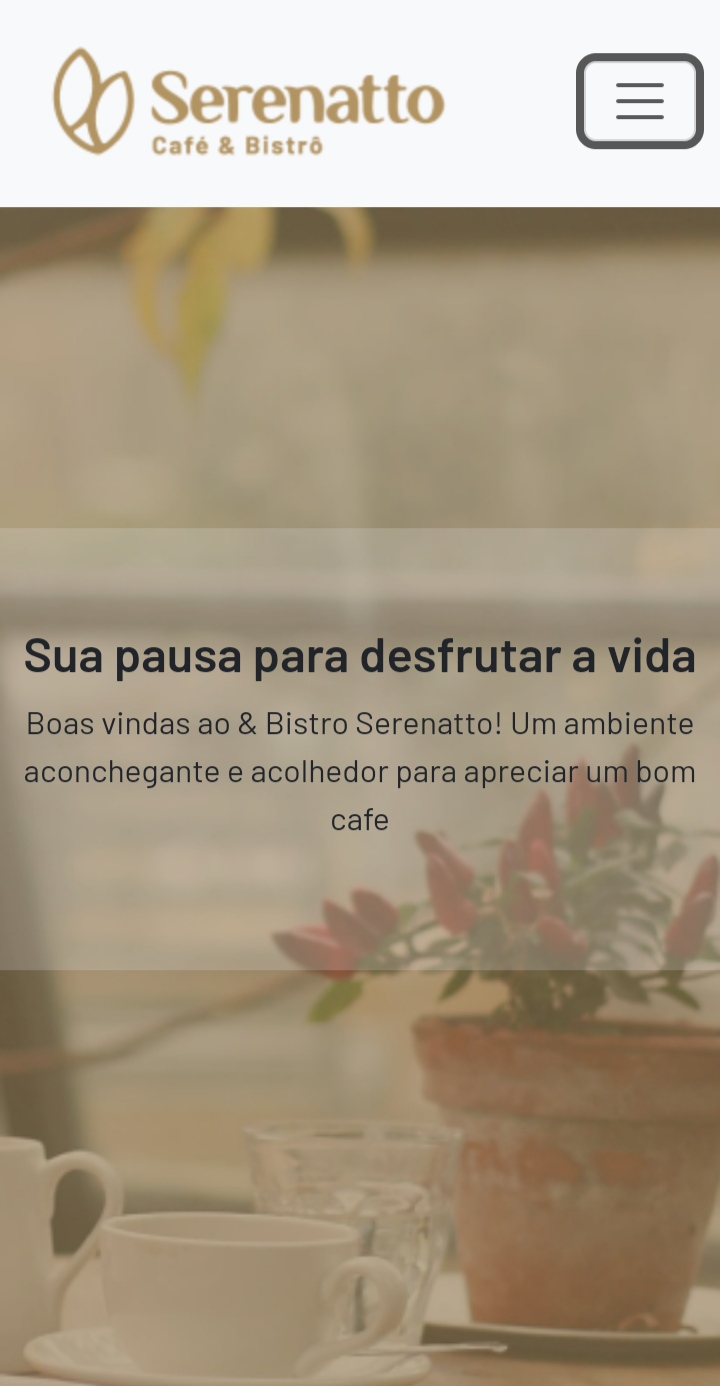 Serenatto
Café & Bistrô
Sua pausa para desfrutar a vida
Boas vindas ao & Bistro Serenatto! Um ambiente
aconchegante e acolhedor para apreciar um bom
cafe